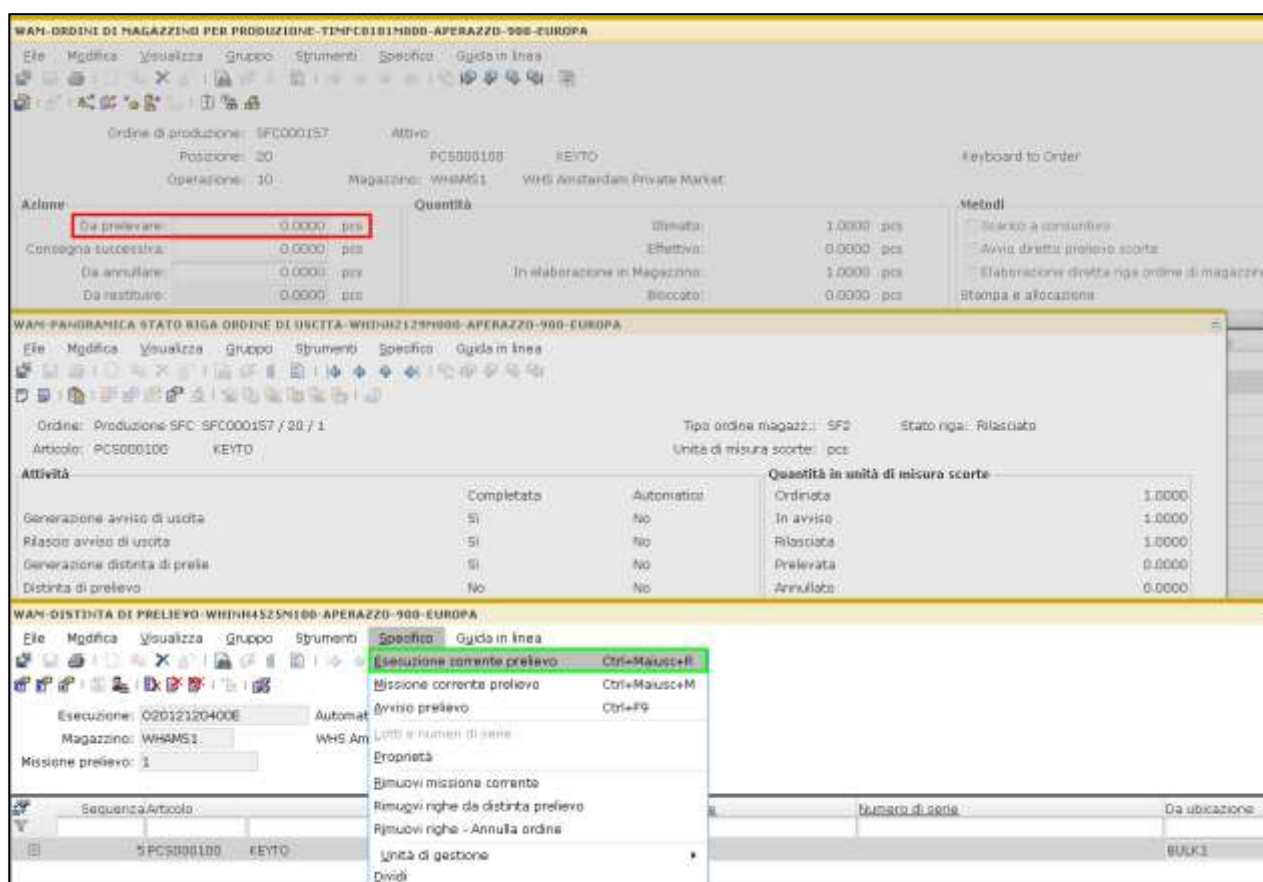 WAM-ORDINI DI MAGAZZINO PER PRODUZIONE-TIMFC0101M000-APERAZZO-900-EUROPA
File Modifica Visualizza Gruppo Strumenti Specifico Guida in linea
Ordine di produzione: SFC000157 Attivo
Posizione: 20 PCS000100 KEYTO Keyboard to Order
Operazione: 10 Magazzino: WHAMS1 WHS Amsterdam Private Market
Azione Quantità Metodi
Da prelevare: 0.0000 pcs Stimato: 1.0000 pcs Scarico a consuntivo
Consegna successiva: 0.0000 pcs Effettivo: 0.0000 pcs Avvio diretto prelievo scorte
Da annullare: 0.0000 pcs In elaborazione in Magazzino: 1.0000 pcs Elaborazione diretta riga ordine di magazzino
Da restituire: 0.0000 pcs Bloccato: 0.0000 pcs Stampa e allocazione
WAM-PANORAMICA STATO RIGA ORDINE DI USCITA-WHINH2129M000-APERAZZO-900-EUROPA
File Modifica Visualizza Gruppo Strumenti Specifico Guida in linea
Ordine: Produzione SFC SFC000157 / 20 / 1 Tipo ordine magazz.: SF2 Stato riga: Rilasciato
Articolo: PCS000100 KEYTO Unità di misura scorte: pcs
Attività Quantità in unità di misura scorte
Completata Automatico Ordinata 1.0000
Generazione avviso di uscita Sì No In avviso 1.0000
Rilascio avviso di uscita Sì No Rilasciata 1.0000
Generazione distinta di prelie Sì No Prelevata 0.0000
Distinta di prelievo No No Annullato 0.0000
WAM-DISTINTA DI PRELIEVO-WHINH4525M100-APERAZZO-900-EUROPA
File Modifica Visualizza Gruppo Strumenti Specifico Guida in linea
Esecuzione corrente prelievo Ctrl+Maiusc+R
Missione corrente prelievo Ctrl+Maiusc+M
Esecuzione: O2012120400E Automat Avviso prelievo Ctrl+F9
Magazzino: WHAMS1 WHS Am Lotti e numeri di serie
Missione prelievo: 1 Proprietà
Rimuovi missione corrente
Sequenza Articolo Rimuovi righe da distinta prelievo Numero di serie Da ubicazione
Rimuovi righe - Annulla ordine
5 PCS000100 KEYTO Unità di gestione BULK1
Dividi